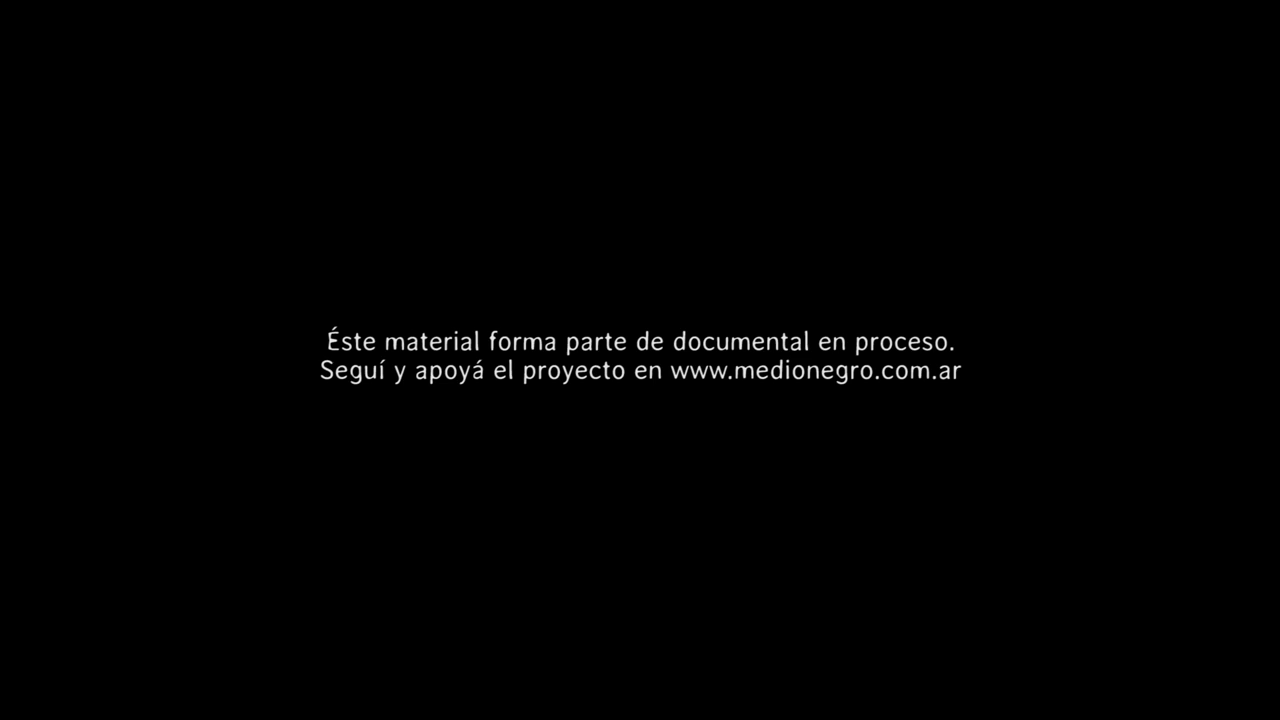 Éste material forma parte de documental en proceso.
Seguí y apoyá el proyecto en www.medionegro.com.ar